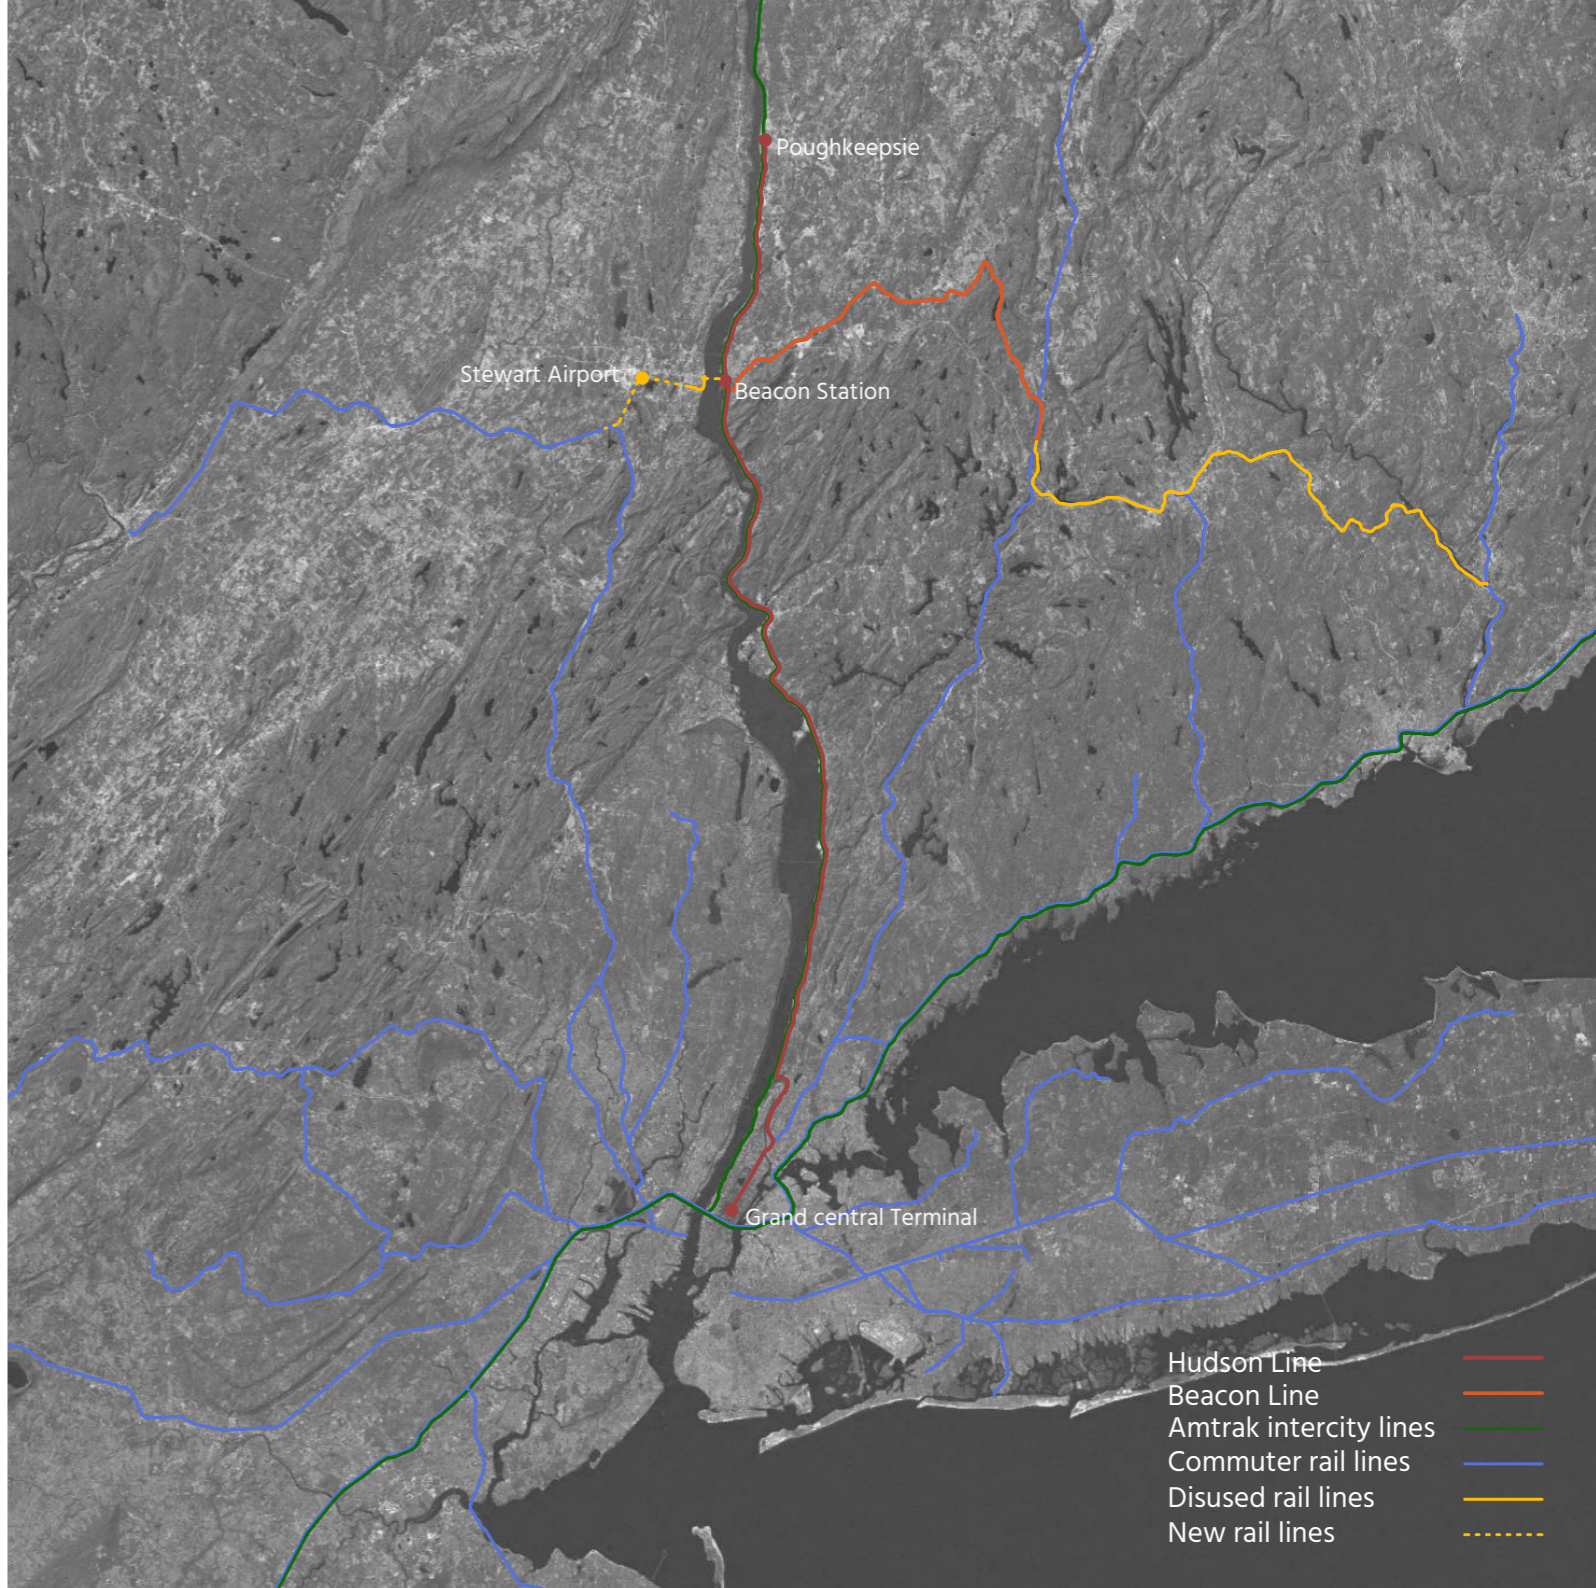 Poughkeepsie
Stewart Airport
Beacon Station
Grand central Terminal
Hudson Line
Beacon Line
Amtrak intercity lines
Commuter rail lines
Disused rail lines
New rail lines